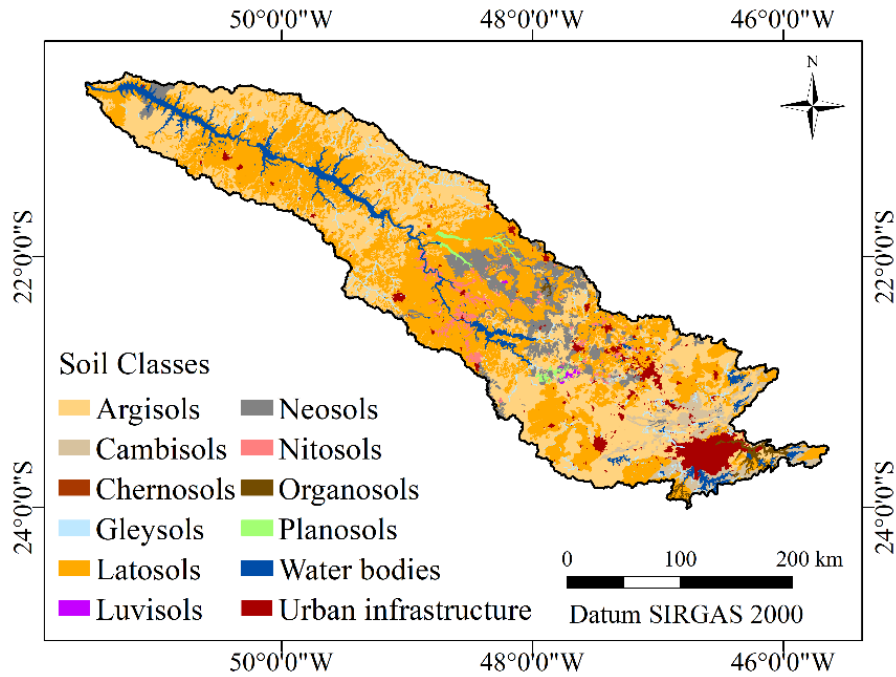 50°0'0"W 48°0'0"W 46°0'0"W
N
22°0'0"S 22°0'0"S
Soil Classes
Argisols Neosols
Cambisols Nitosols
Chernosols Organosols
24°0'0"S 24°0'0"S
Gleysols Planosols
Latosols Water bodies
Luvisols Urban infrastructure
0 100 200 km
Datum SIRGAS 2000
50°0'0"W 48°0'0"W 46°0'0"W